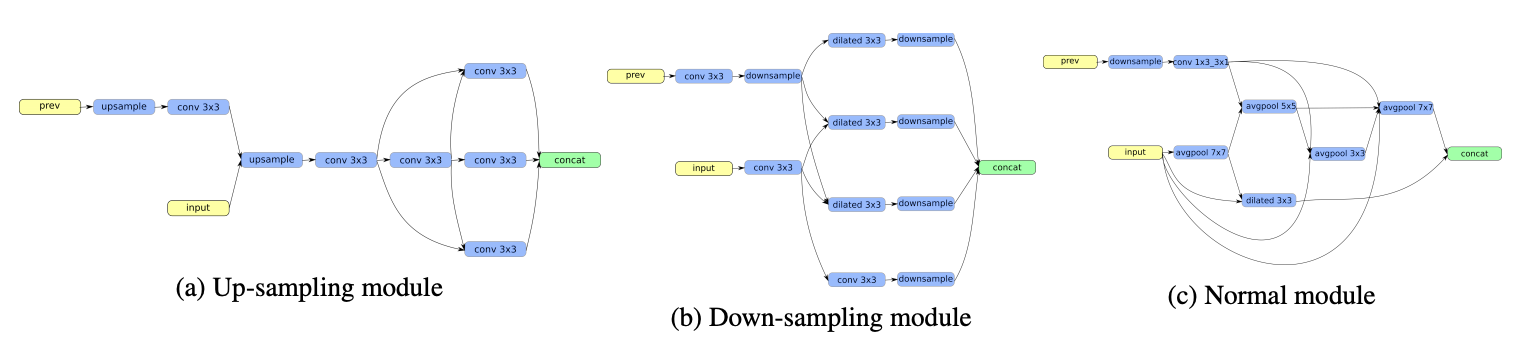 prev
upsample
conv 3x3
input
upsample
conv 3x3
conv 3x3
conv 3x3
conv 3x3
conv 3x3
concat
(a) Up-sampling module
prev
conv 3x3
downsample
input
conv 3x3
dilated 3x3
downsample
dilated 3x3
downsample
dilated 3x3
downsample
conv 3x3
downsample
concat
(b) Down-sampling module
prev
downsample
conv 1x3_3x1
input
avgpool 7x7
avgpool 5x5
dilated 3x3
avgpool 3x3
avgpool 7x7
concat
(c) Normal module